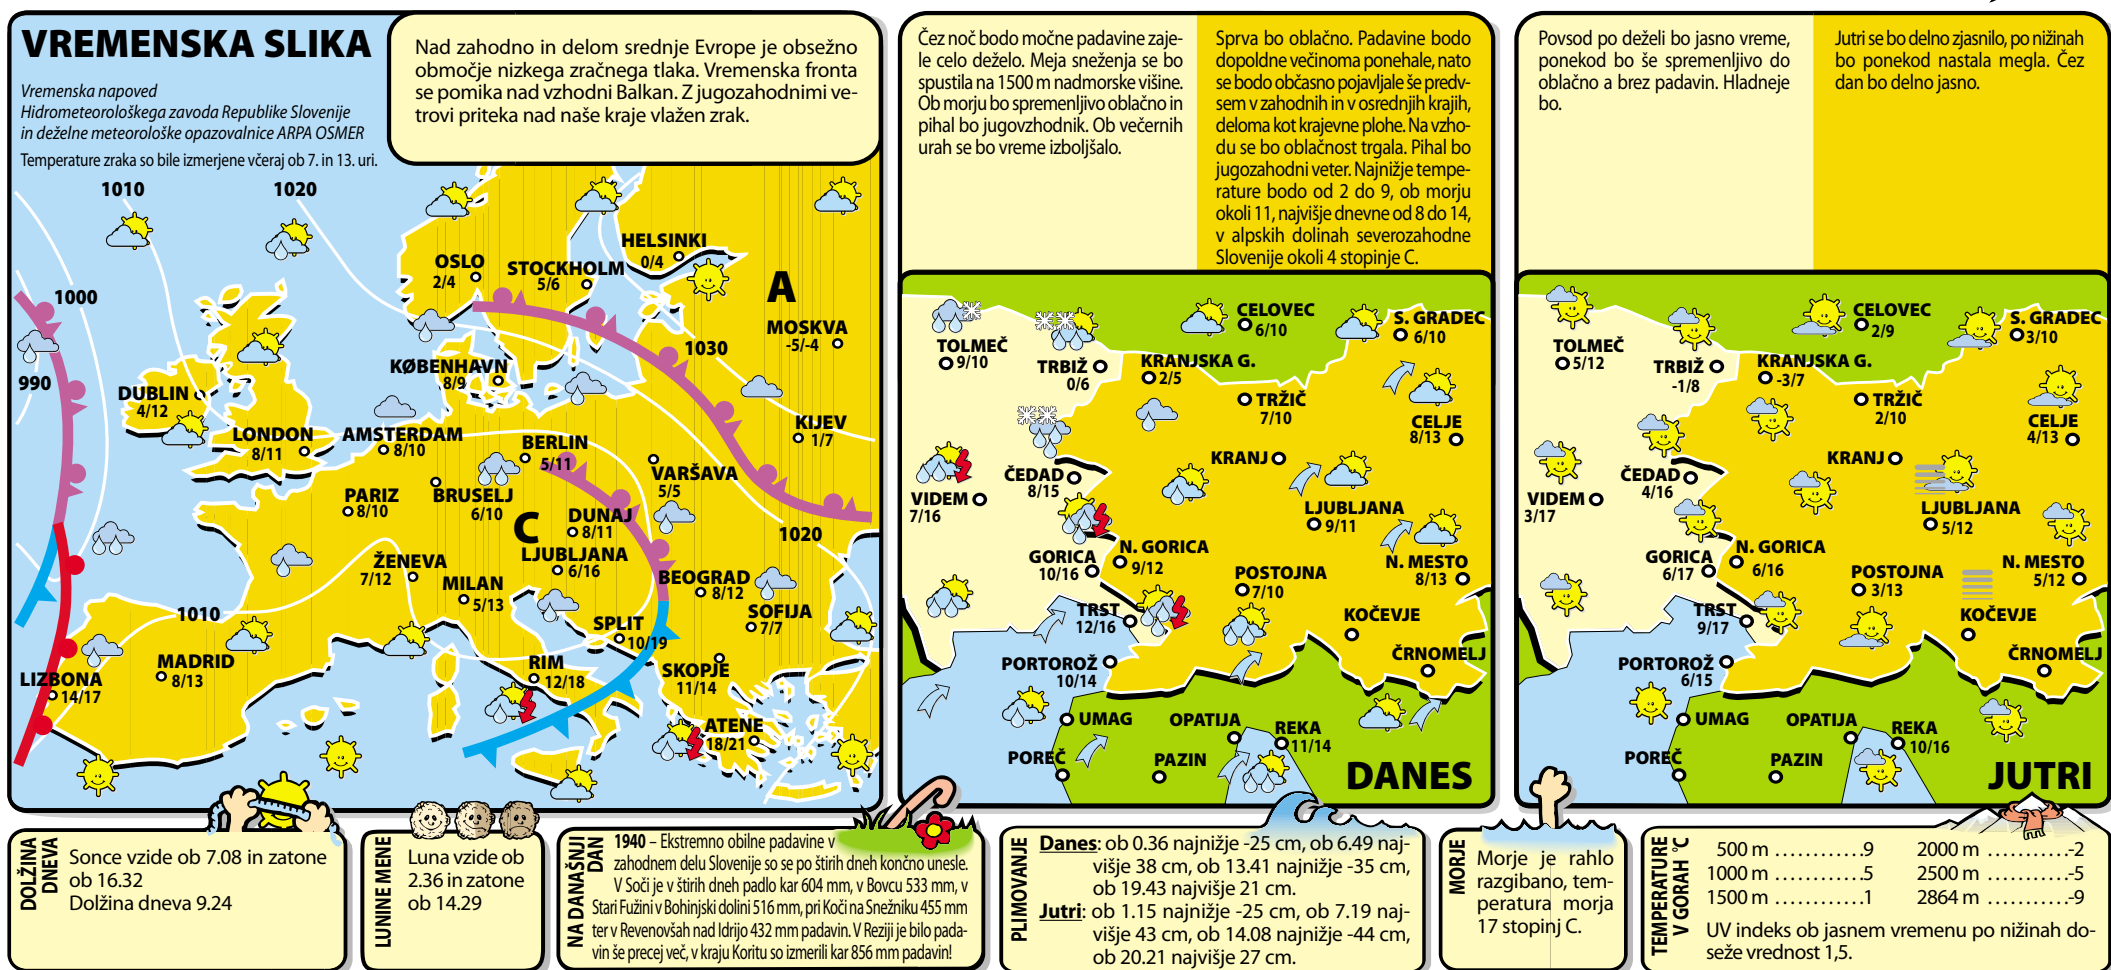 VREMENSKA SLIKA
Vremenska napoved
Hidrometeorološkega zavoda Republike Slovenije
in deželne meteorološke opazovalnice ARPA OSMER
Temperature zraka so bile izmerjene včeraj ob 7. in 13. uri.
Nad zahodno in delom srednje Evrope je obsežno
območje nizkega zračnega tlaka. Vremenska fronta
se pomika nad vzhodni Balkan. Z jugozahodnimi ve-
trovi priteka nad naše kraje vlažen zrak.
1010
1020
1000
990
1030
1020
1010
A
C
HELSINKI
0/4
OSLO
2/4
STOCKHOLM
5/6
MOSKVA
-5/-4
KØBENHAVN
8/9
DUBLIN
4/12
KIJEV
1/7
LONDON
8/11
AMSTERDAM
8/10
BERLIN
5/11
VARŠAVA
5/5
PARIZ
8/10
BRUSELJ
6/10
DUNAJ
8/11
LJUBLJANA
6/16
ŽENEVA
7/12
MILAN
5/13
BEOGRAD
8/12
SOFIJA
7/7
SPLIT
10/19
SKOPJE
11/14
MADRID
8/13
LIZBONA
14/17
RIM
12/18
ATENE
18/21
Čez noč bodo močne padavine zaje-
le celo deželo. Meja sneženja se bo
spustila na 1500 m nadmorske višine.
Ob morju bo spremenljivo oblačno in
pihal bo jugovzhodnik. Ob večernih
urah se bo vreme izboljšalo.
Sprva bo oblačno. Padavine bodo
dopoldne večinoma ponehale, nato
se bodo občasno pojavljale še predv-
sem v zahodnih in v osrednjih krajih,
deloma kot krajevne plohe. Na vzho-
du se bo oblačnost trgala. Pihal bo
jugozahodni veter. Najnižje tempe-
rature bodo od 2 do 9, ob morju
okoli 11, najvišje dnevne od 8 do 14,
v alpskih dolinah severozahodne
Slovenije okoli 4 stopinje C.
CELOVEC
6/10
S. GRADEC
6/10
TOLMEČ
9/10
TRBIŽ
0/6
KRANJSKA G.
2/5
TRŽIČ
7/10
CELJE
8/13
KRANJ
ČEDAD
8/15
VIDEM
7/16
LJUBLJANA
9/11
GORICA
10/16
N. GORICA
9/12
POSTOJNA
7/10
N. MESTO
8/13
TRST
12/16
KOČEVJE
PORTOROŽ
10/14
ČRNOMELJ
UMAG
OPATIJA
REKA
11/14
POREČ
PAZIN
DANES
Povsod po deželi bo jasno vreme,
ponekod bo še spremenljivo do
oblačno a brez padavin. Hladneje
bo.
Jutri se bo delno zjasnilo, po nižinah
bo ponekod nastala megla. Čez
dan bo delno jasno.
CELOVEC
2/9
S. GRADEC
3/10
TOLMEČ
5/12
TRBIŽ
-1/8
KRANJSKA G.
-3/7
TRŽIČ
2/10
CELJE
4/13
KRANJ
ČEDAD
4/16
VIDEM
3/17
LJUBLJANA
5/12
GORICA
6/17
N. GORICA
6/16
POSTOJNA
3/13
N. MESTO
5/12
TRST
9/17
KOČEVJE
PORTOROŽ
6/15
ČRNOMELJ
UMAG
OPATIJA
REKA
10/16
POREČ
PAZIN
JUTRI
DOLŽINA
DNEVA
Sonce vzide ob 7.08 in zatone
ob 16.32
Dolžina dneva 9.24
LUNINE MENE
Luna vzide ob
2.36 in zatone
ob 14.29
NA DANAŠNJI
DAN
1940 – Ekstremno obilne padavine v
zahodnem delu Slovenije so se po štirih dneh končno unesle.
V Soči je v štirih dneh padlo kar 604 mm, v Bovcu 533 mm, v
Stari Fužini v Bohinjski dolini 516 mm, pri Koči na Snežniku 455 mm
ter v Revenovšah nad Idrijo 432 mm padavin. V Reziji je bilo pada-
vin še precej več, v kraju Koritu so izmerili kar 856 mm padavin!
PLIMOVANJE
Danes: ob 0.36 najnižje -25 cm, ob 6.49 naj-
višje 38 cm, ob 13.41 najnižje -35 cm,
ob 19.43 najvišje 21 cm.
Jutri: ob 1.15 najnižje -25 cm, ob 7.19 naj-
višje 43 cm, ob 14.08 najnižje -44 cm,
ob 20.21 najvišje 27 cm.
MORJE
Morje je rahlo
razgibano, tem-
peratura morja
17 stopinj C.
TEMPERATURE °C
V GORAH
500 m ............9
1000 m ...........5
1500 m ...........1
2000 m ..........-2
2500 m ..........-5
2864 m ..........-9
UV indeks ob jasnem vremenu po nižinah do-
seže vrednost 1,5.